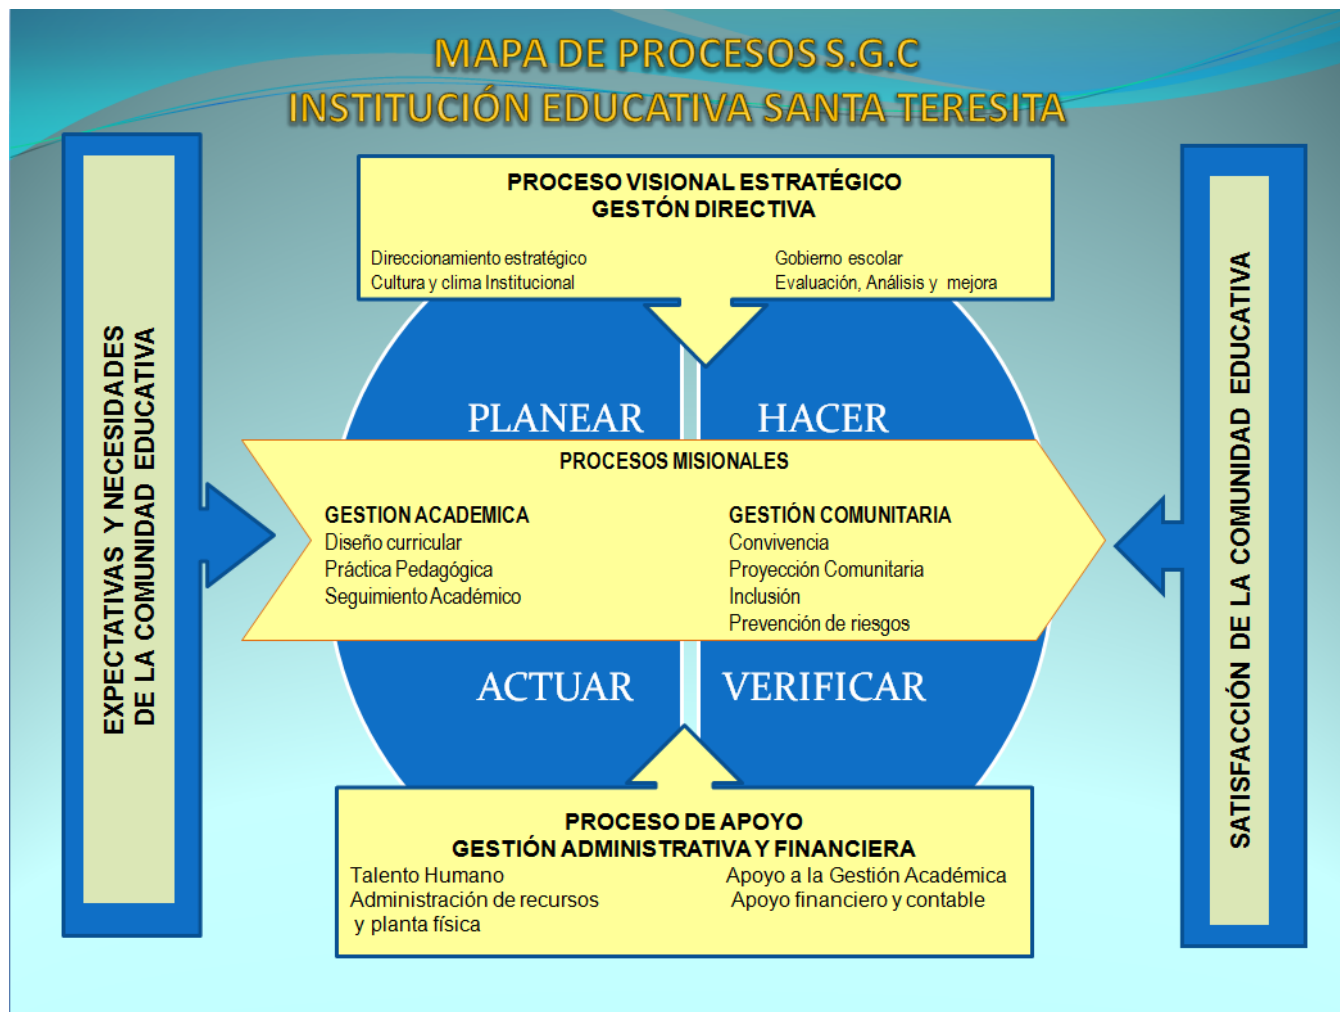 MAPA DE PROCESOS S.G.C
INSTITUCIÓN EDUCATIVA SANTA TERESITA
EXPECTATIVAS Y NECESIDADES
DE LA COMUNIDAD EDUCATIVA
PROCESO VISIONAL ESTRATÉGICO
GESTÓN DIRECTIVA
Direccionamiento estratégico
Cultura y clima Institucional
Gobierno escolar
Evaluación, Análisis y mejora
PLANEAR
HACER
PROCESOS MISIONALES
GESTION ACADEMICA
Diseño curricular
Práctica Pedagógica
Seguimiento Académico
GESTIÓN COMUNITARIA
Convivencia
Proyección Comunitaria
Inclusión
Prevención de riesgos
ACTUAR
VERIFICAR
PROCESO DE APOYO
GESTIÓN ADMINISTRATIVA Y FINANCIERA
Talento Humano
Administración de recursos
y planta física
Apoyo a la Gestión Académica
Apoyo financiero y contable
SATISFACCIÓN DE LA COMUNIDAD EDUCATIVA